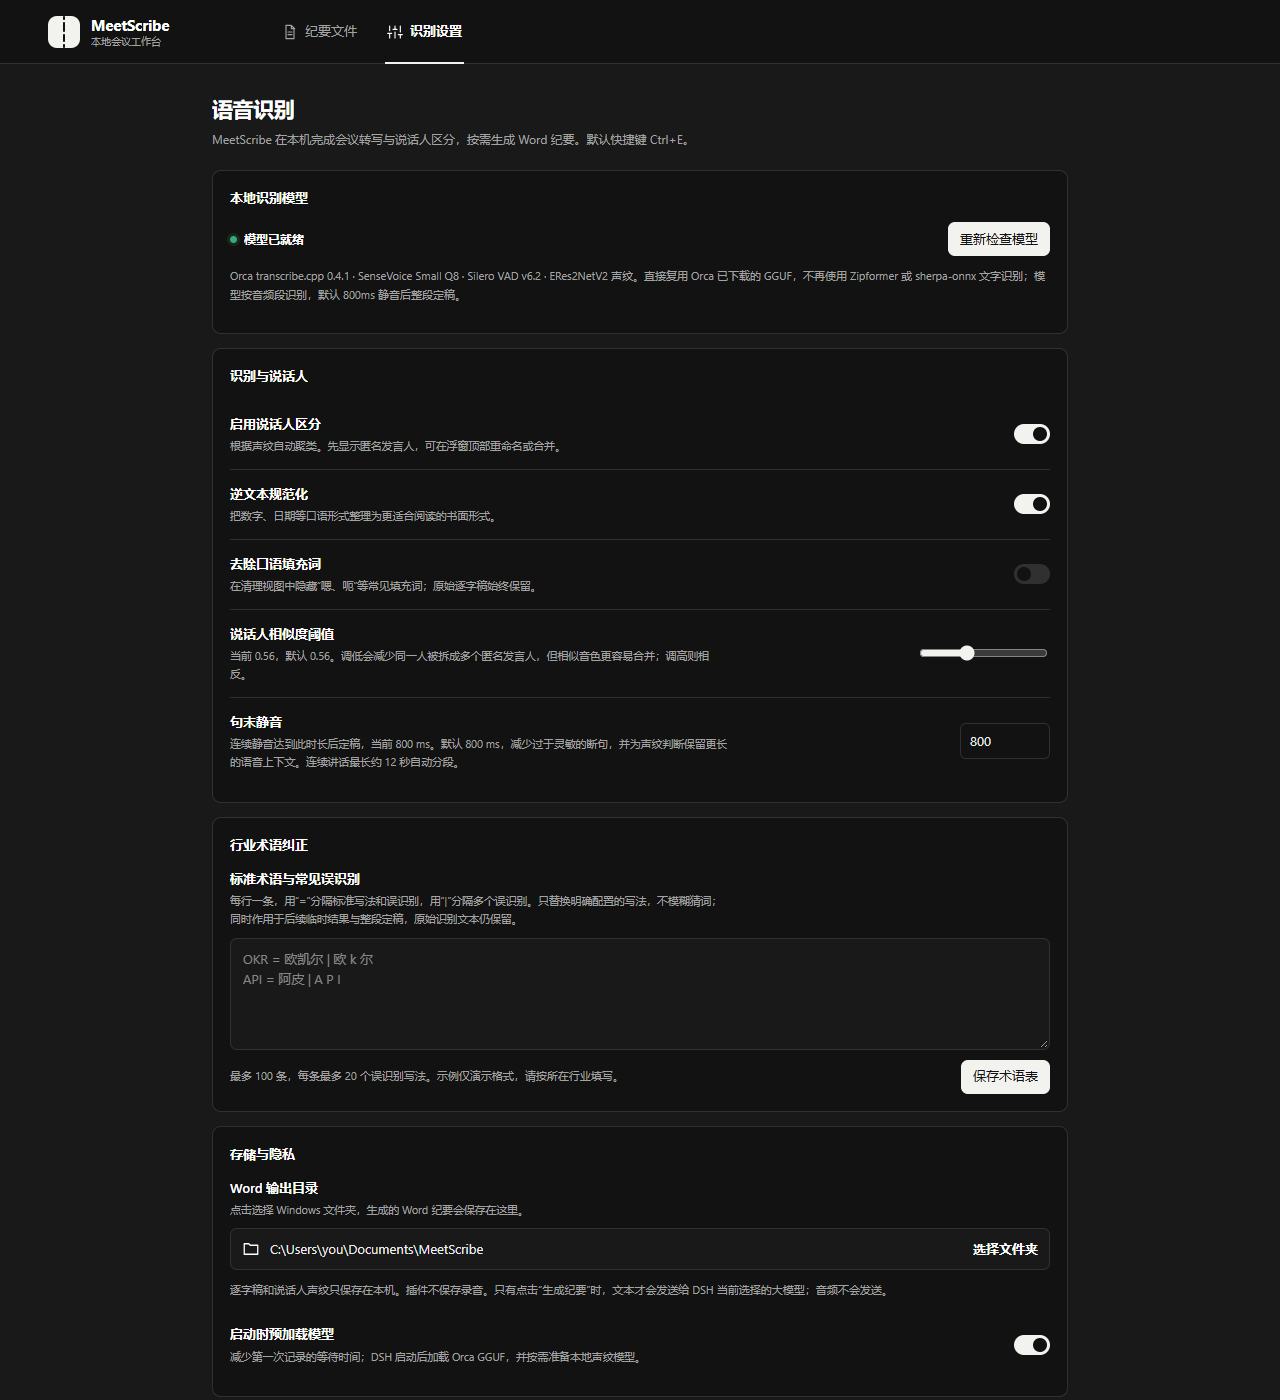 MeetScribe
本地会议工作台
纪要文件
识别设置
语音识别
MeetScribe 在本机完成会议转写与说话人区分，按需生成 Word 纪要。默认快捷键 Ctrl+E。
本地识别模型
模型已就绪
重新检查模型
Orca transcribe.cpp 0.4.1 · SenseVoice Small Q8 · Silero VAD v6.2 · ERes2NetV2 声纹。直接复用 Orca 已下载的 GGUF，不再使用 Zipformer 或 sherpa-onnx 文字识别；模
型按音频段识别，默认 800ms 静音后整段定稿。
识别与说话人
启用说话人区分
根据声纹自动聚类。先显示匿名发言人，可在浮窗顶部重命名或合并。
逆文本规范化
把数字、日期等口语形式整理为更适合阅读的书面形式。
去除口语填充词
在清理视图中隐藏“嗯、呃”等常见填充词；原始逐字稿始终保留。
说话人相似度阈值
当前 0.56，默认 0.56。调低会减少同一人被拆成多个匿名发言人，但相似音色更容易合并；调高则相
反。
句末静音
连续静音达到此时长后定稿，当前 800 ms。默认 800 ms，减少过于灵敏的断句，并为声纹判断保留更长
的语音上下文。连续讲话最长约 12 秒自动分段。
800
行业术语纠正
标准术语与常见误识别
每行一条，用“=”分隔标准写法和误识别，用“|”分隔多个误识别。只替换明确配置的写法，不模糊猜词；
同时作用于后续临时结果与整段定稿，原始识别文本仍保留。
OKR = 欧凯尔 | 欧 k 尔
API = 阿皮 | A P I
最多 100 条，每条最多 20 个误识别写法。示例仅演示格式，请按所在行业填写。
保存术语表
存储与隐私
Word 输出目录
点击选择 Windows 文件夹，生成的 Word 纪要会保存在这里。
C:\Users\you\Documents\MeetScribe
选择文件夹
逐字稿和说话人声纹只保存在本机。插件不保存录音。只有点击“生成纪要”时，文本才会发送给 DSH 当前选择的大模型；音频不会发送。
启动时预加载模型
减少第一次记录的等待时间；DSH 启动后加载 Orca GGUF，并按需准备本地声纹模型。